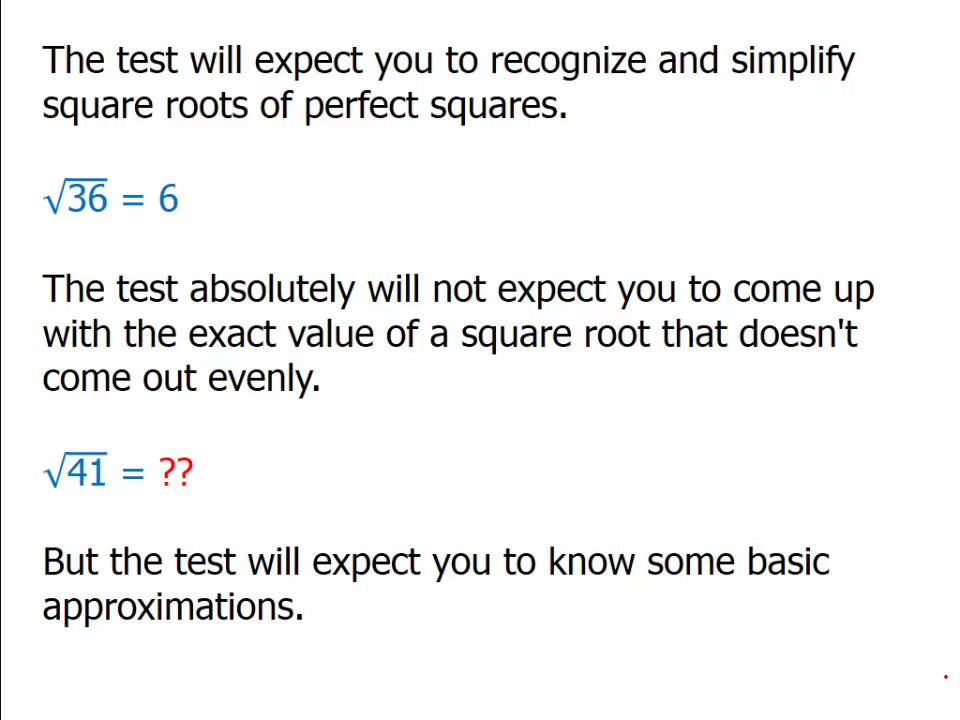 The test will expect you to recognize and simplify
square roots of perfect squares.
√36 = 6
The test absolutely will not expect you to come up
with the exact value of a square root that doesn't
come out evenly.
√41 = ??
But the test will expect you to know some basic
approximations.